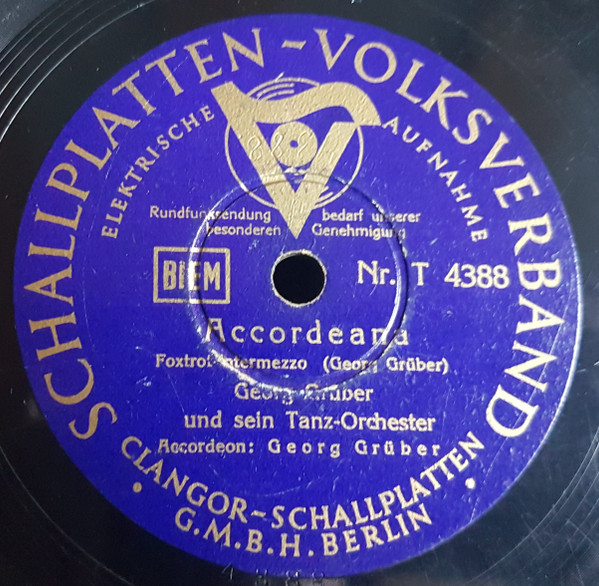 SCHALLPLATTEN-VOLKSVERBAND
ELEKTRISCHE AUFNAHME
Rundfunksendung bedarf unserer
besonderen Genehmigung
BIEM
Nr. T 4388
Accordeana
Foxtrot-Intermezzo (Georg Grüber)
Georg Grüber
und sein Tanz-Orchester
Accordeon: Georg Grüber
CLANGOR-SCHALLPLATTEN
G.M.B.H. BERLIN